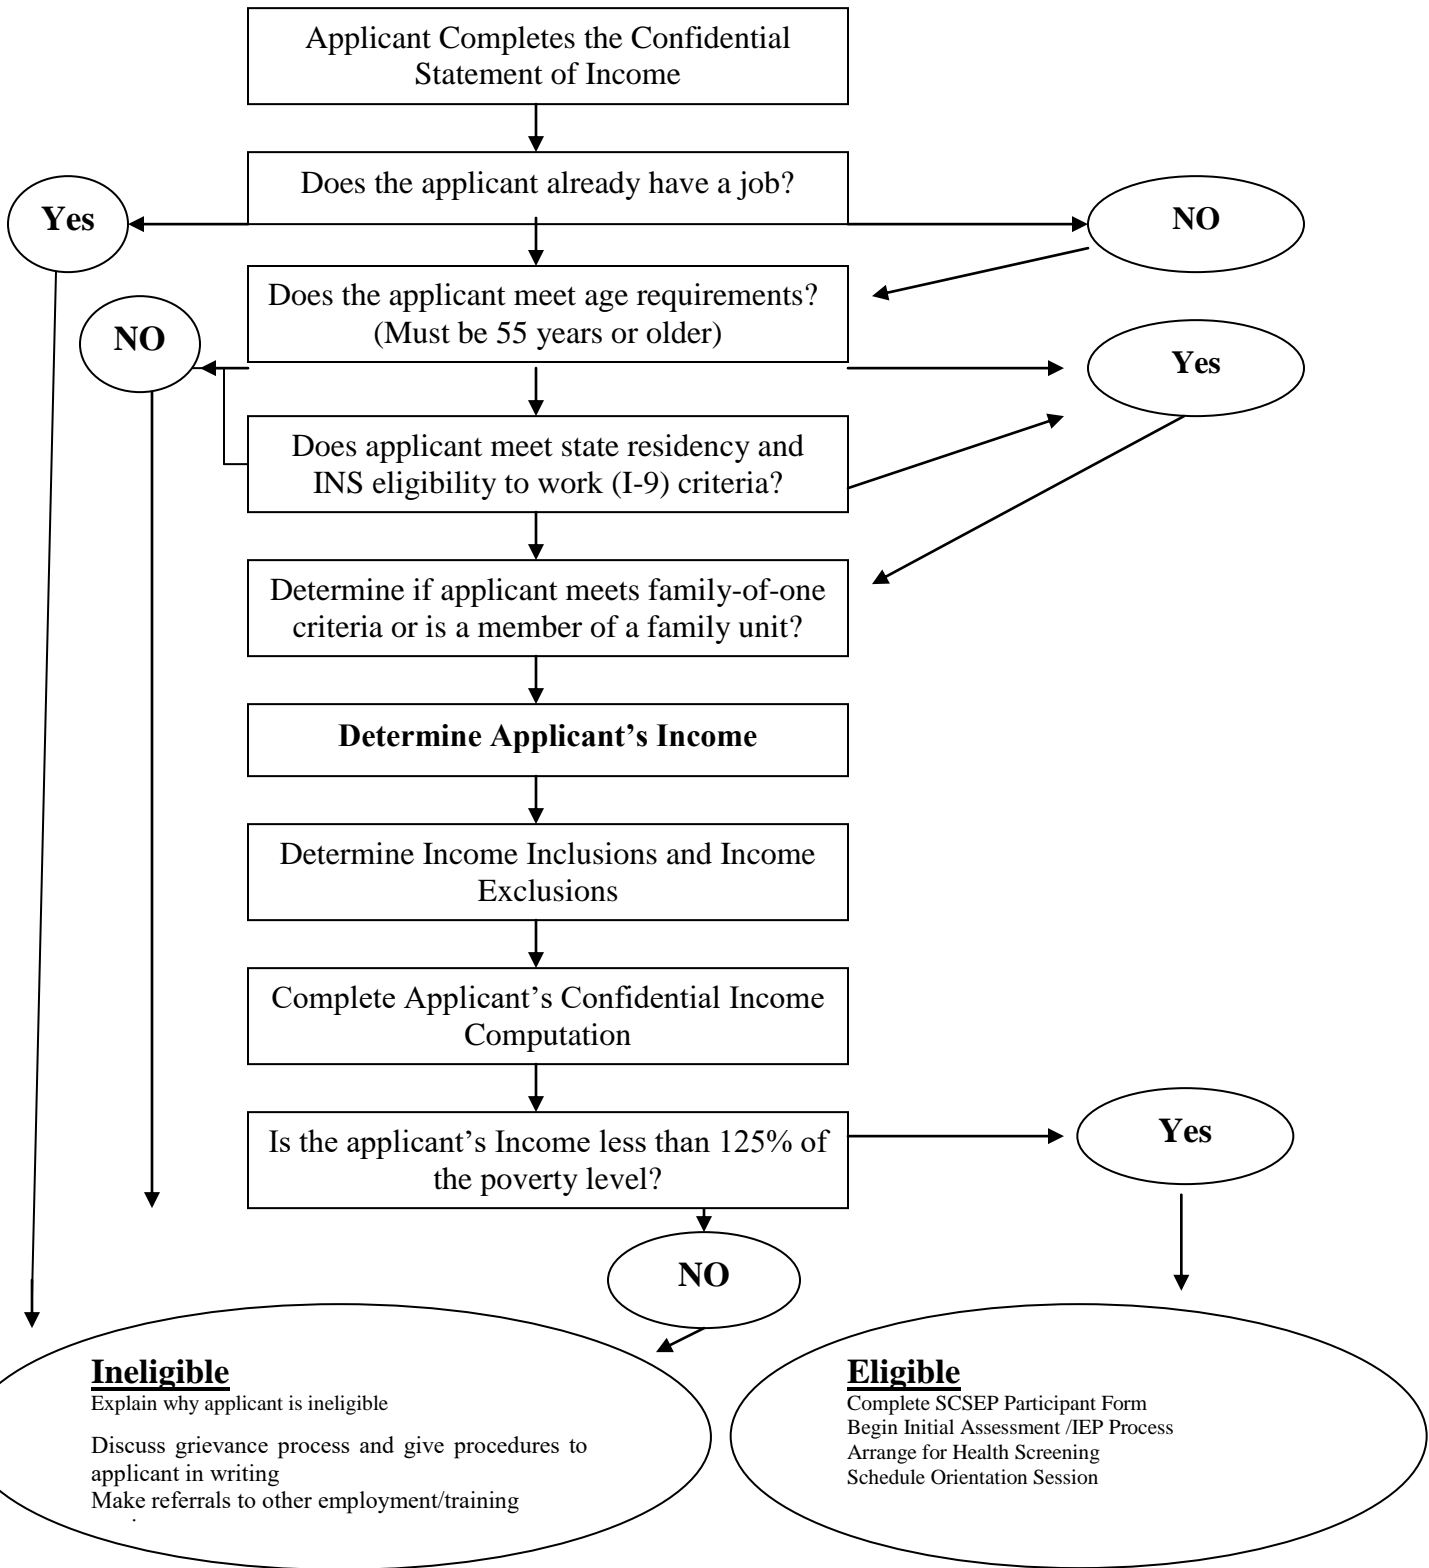 Applicant Completes the Confidential
Statement of Income
Does the applicant already have a job?
Yes
NO
Does the applicant meet age requirements?
(Must be 55 years or older)
NO
Yes
Does applicant meet state residency and
INS eligibility to work (I-9) criteria?
Determine if applicant meets family-of-one
criteria or is a member of a family unit?
Determine Applicant’s Income
Determine Income Inclusions and Income
Exclusions
Complete Applicant’s Confidential Income
Computation
Is the applicant’s Income less than 125% of
the poverty level?
Yes
NO
Ineligible
Explain why applicant is ineligible
Discuss grievance process and give procedures to
applicant in writing
Make referrals to other employment/training
Eligible
Complete SCSEP Participant Form
Begin Initial Assessment /IEP Process
Arrange for Health Screening
Schedule Orientation Session